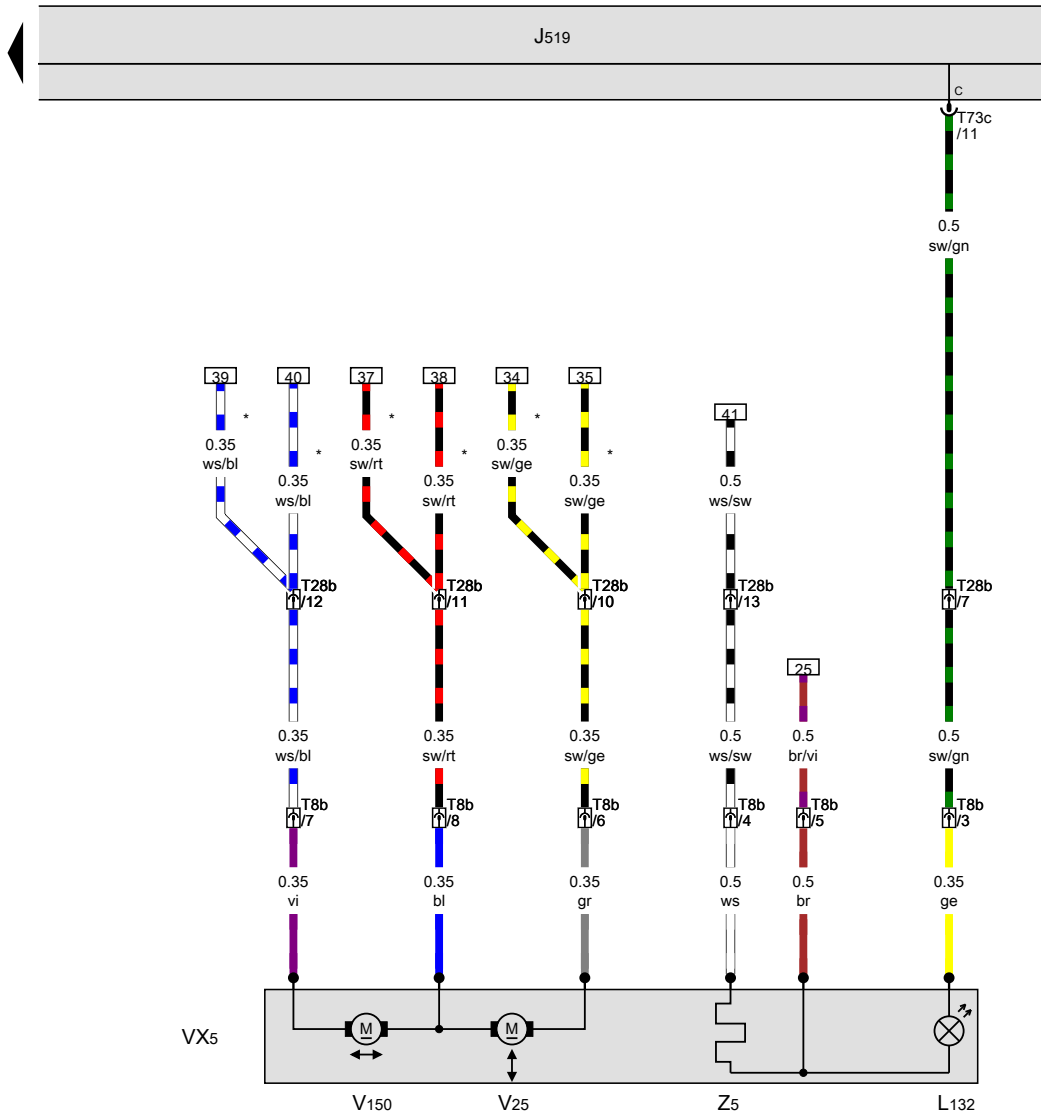 J519
C
T73c
/11
0.5
sw/gn
39
40
37
38
34
35
41
*
*
*
0.35
ws/bl
0.35
sw/rt
0.35
sw/ge
*
*
*
0.35
ws/bl
0.35
sw/rt
0.35
sw/ge
0.5
ws/sw
T28b
/12
T28b
/11
T28b
/10
T28b
/13
T28b
/7
25
0.35
ws/bl
0.35
sw/rt
0.35
sw/ge
0.5
ws/sw
0.5
br/vi
0.5
sw/gn
T8b
/7
T8b
/8
T8b
/6
T8b
/4
T8b
/5
T8b
/3
0.35
vi
0.35
bl
0.35
gr
0.5
ws
0.5
br
0.35
ge
VX5
M
M
V150
V25
Z5
L132